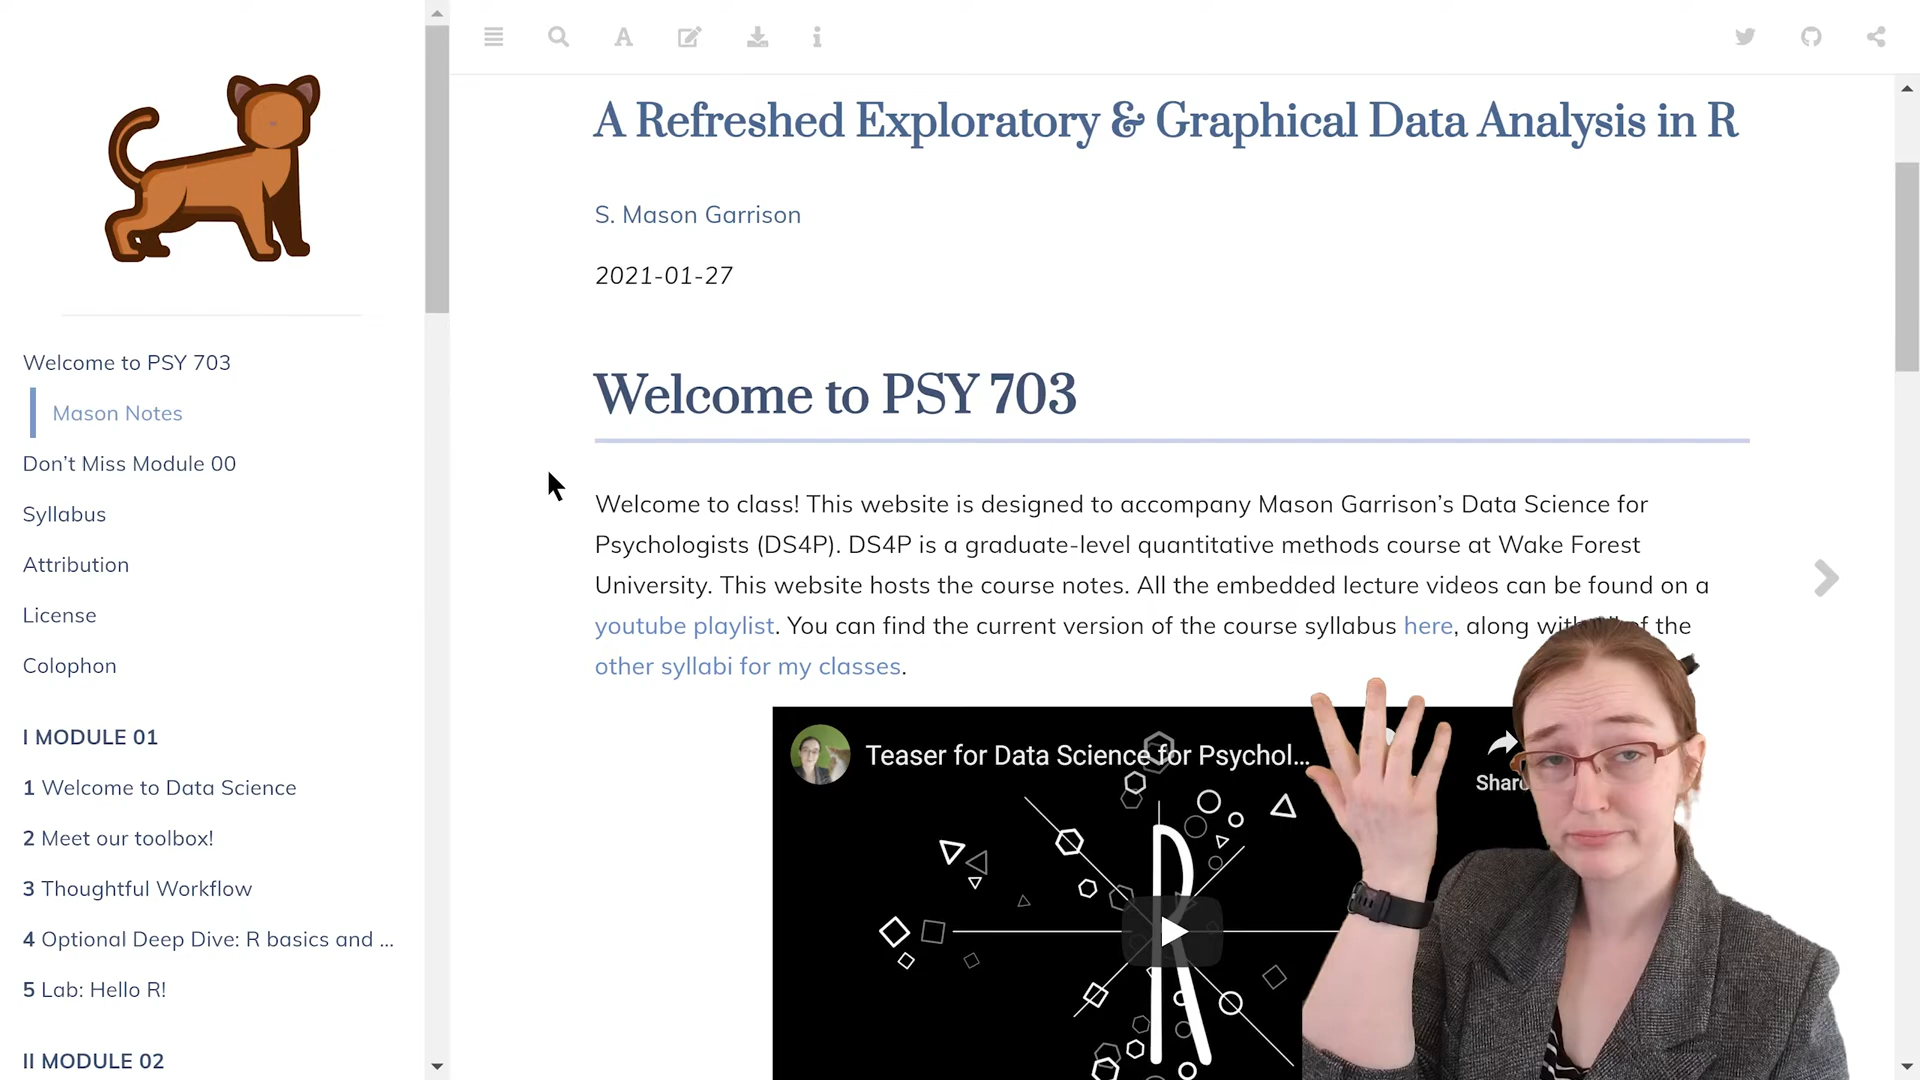 Welcome to PSY 703
Mason Notes
Don’t Miss Module 00
Syllabus
Attribution
License
Colophon
I MODULE 01
1 Welcome to Data Science
2 Meet our toolbox!
3 Thoughtful Workflow
4 Optional Deep Dive: R basics and ...
5 Lab: Hello R!
II MODULE 02
A Refreshed Exploratory & Graphical Data Analysis in R
S. Mason Garrison
2021-01-27
Welcome to PSY 703
Welcome to class! This website is designed to accompany Mason Garrison’s Data Science for
Psychologists (DS4P). DS4P is a graduate-level quantitative methods course at Wake Forest
University. This website hosts the course notes. All the embedded lecture videos can be found on a
youtube playlist. You can find the current version of the course syllabus here, along of the
other syllabi for my classes.
Teaser for Data Science for Psychol...
R